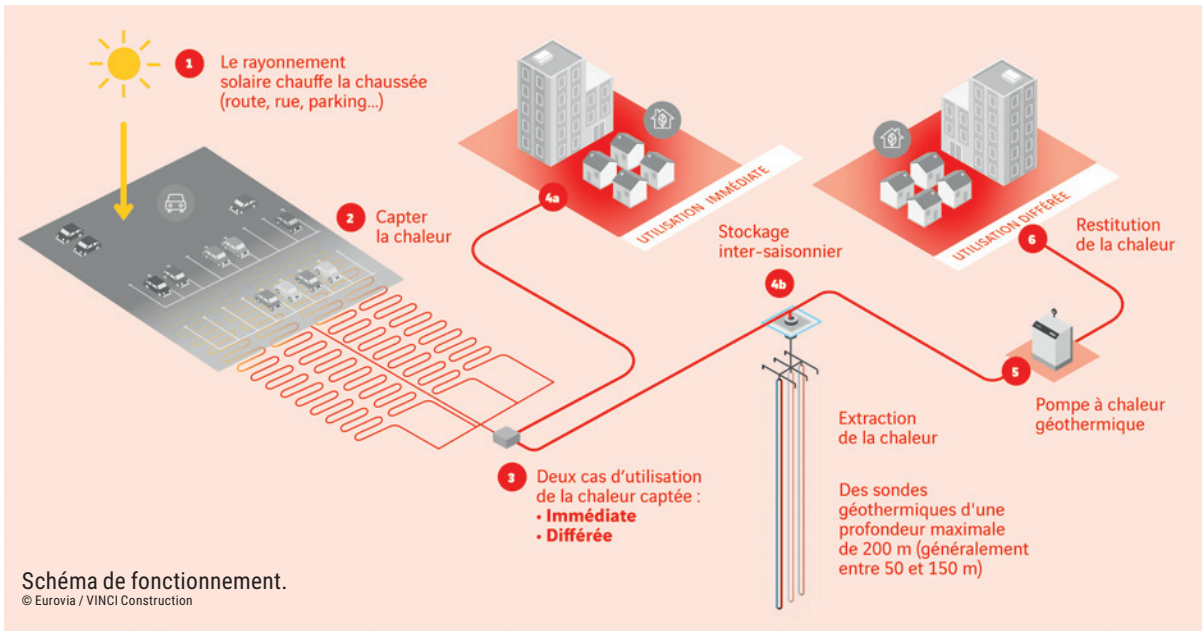 1
Le rayonnement
solaire chauffe la chaussée
(route, rue, parking...)
2
Capter
la chaleur
4a
UTILISATION IMMÉDIATE
3
Deux cas d'utilisation
de la chaleur captée :
• Immédiate
• Différée
Stockage
inter-saisonnier
4b
Extraction
de la chaleur
Des sondes
géothermiques d'une
profondeur maximale
de 200 m (généralement
entre 50 et 150 m)
5
Pompe à chaleur
géothermique
6
Restitution
de la chaleur
UTILISATION DIFFÉRÉE
Schéma de fonctionnement.
© Eurovia / VINCI Construction